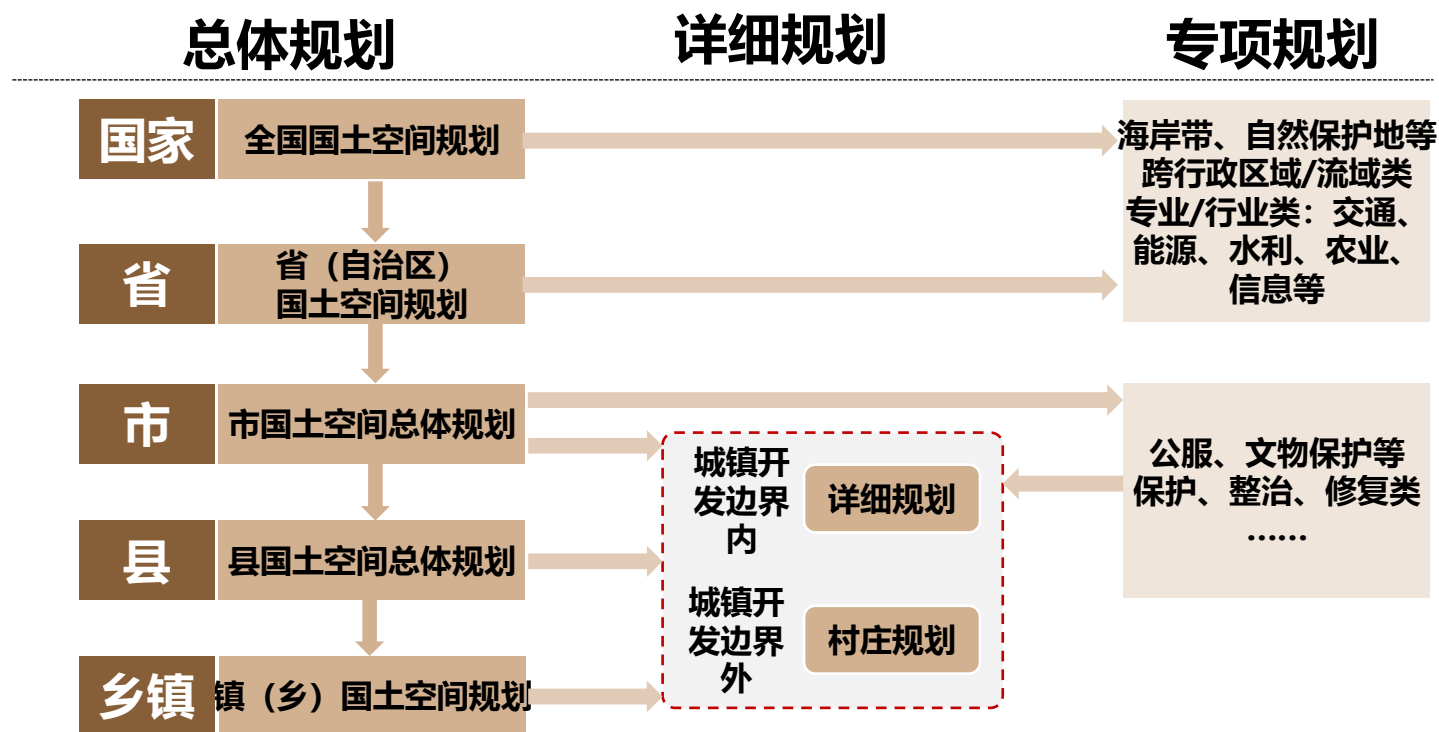 总体规划
详细规划
专项规划
国家
全国国土空间规划
海岸带、自然保护地等
跨行政区域/流域类
专业/行业类：交通、
能源、水利、农业、
信息等
省
省（自治区）
国土空间规划
市
市国土空间总体规划
城镇开
发边界
内
详细规划
公服、文物保护等
保护、整治、修复类
……
县
县国土空间总体规划
城镇开
发边界
外
村庄规划
乡镇
镇（乡）国土空间规划